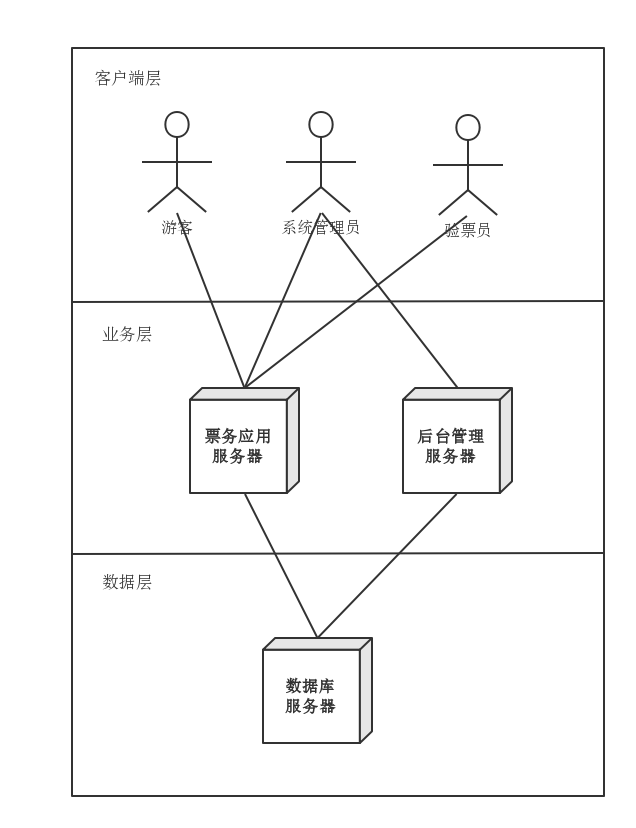 客户端层
游客
系统管理员
验票员
业务层
票务应用
服务器
后台管理
服务器
数据层
数据库
服务器